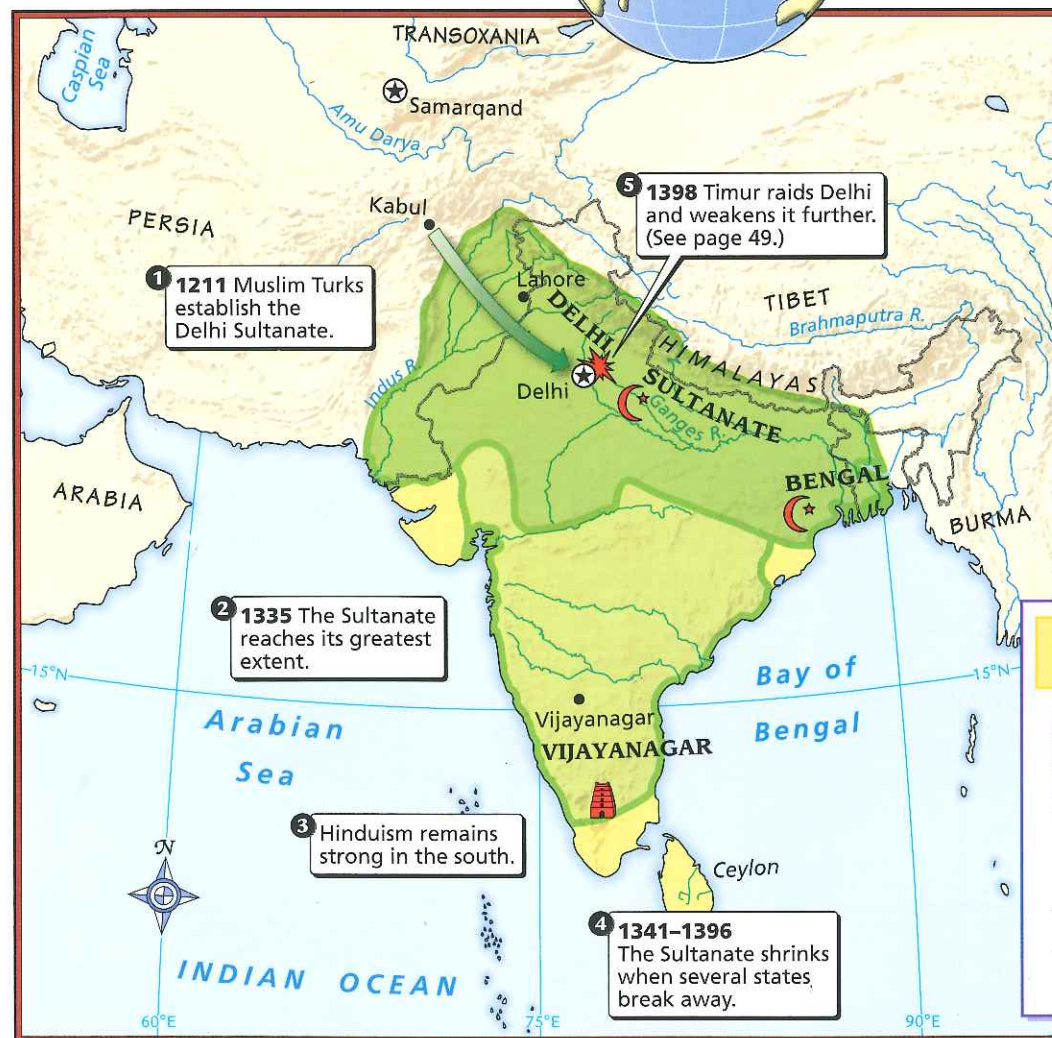 TRANSOXANIA
Caspian
Sea
Samarqand
Amu Darya
5 1398 Timur raids Delhi
and weakens it further.
(See page 49.)
Kabul
PERSIA
1 1211 Muslim Turks
establish the
Delhi Sultanate.
Lahore
TIBET
Brahmaputra R.
DELHI
SULTANATE
HIMALAYAS
Indus R.
Delhi
Ganges R.
BENGAL
ARABIA
BURMA
2 1335 The Sultanate
reaches its greatest
extent.
15°N
15°N
Bay of
Bengal
Arabian
Sea
Vijayanagar
VIJAYANAGAR
3 Hinduism remains
strong in the south.
N
Ceylon
4 1341–1396
The Sultanate shrinks
when several states
break away.
INDIAN OCEAN
60°E
75°E
90°E